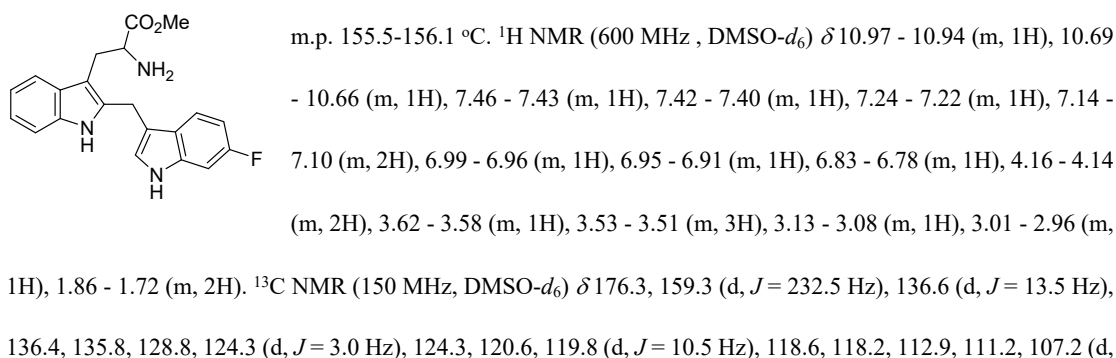 CO₂Me
NH₂
N
H
F
N
H
m.p. 155.5-156.1 ºC. ¹H NMR (600 MHz , DMSO-d₆) δ 10.97 - 10.94 (m, 1H), 10.69
- 10.66 (m, 1H), 7.46 - 7.43 (m, 1H), 7.42 - 7.40 (m, 1H), 7.24 - 7.22 (m, 1H), 7.14 -
7.10 (m, 2H), 6.99 - 6.96 (m, 1H), 6.95 - 6.91 (m, 1H), 6.83 - 6.78 (m, 1H), 4.16 - 4.14
(m, 2H), 3.62 - 3.58 (m, 1H), 3.53 - 3.51 (m, 3H), 3.13 - 3.08 (m, 1H), 3.01 - 2.96 (m,
1H), 1.86 - 1.72 (m, 2H). ¹³C NMR (150 MHz, DMSO-d₆) δ 176.3, 159.3 (d, J = 232.5 Hz), 136.6 (d, J = 13.5 Hz),
136.4, 135.8, 128.8, 124.3 (d, J = 3.0 Hz), 124.3, 120.6, 119.8 (d, J = 10.5 Hz), 118.6, 118.2, 112.9, 111.2, 107.2 (d,